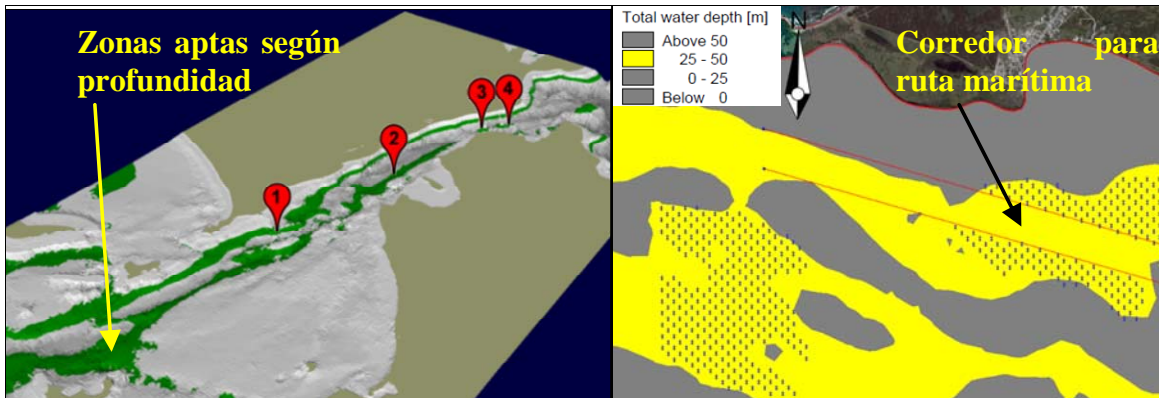 Zonas aptas según
profundidad
1
2
3
4
Total water depth [m]
Above 50
25 - 50
0 - 25
Below 0
N
Corredor para
ruta marítima